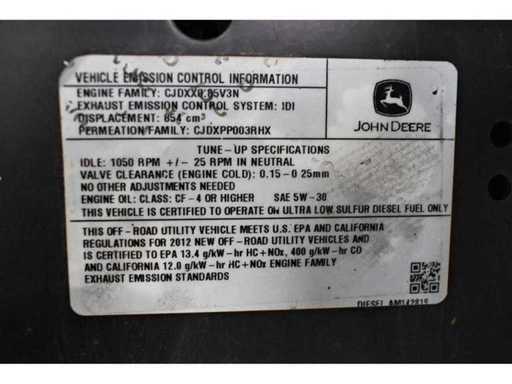 VEHICLE EMISSION CONTROL INFORMATION
ENGINE FAMILY: CJDXX0.85V3N
EXHAUST EMISSION CONTROL SYSTEM: IDI
DISPLACEMENT: 854 cm³
PERMEATION/FAMILY: CJDXPP003RHX
JOHN DEERE
TUNE-UP SPECIFICATIONS
IDLE: 1050 RPM +/- 25 RPM IN NEUTRAL
VALVE CLEARANCE (ENGINE COLD): 0.15-0.25mm
NO OTHER ADJUSTMENTS NEEDED
ENGINE OIL: CLASS: CF-4 OR HIGHER SAE 5W-30
THIS VEHICLE IS CERTIFIED TO OPERATE ON ULTRA LOW SULFUR DIESEL FUEL ONLY
THIS OFF-ROAD UTILITY VEHICLE MEETS U.S. EPA AND CALIFORNIA
REGULATIONS FOR 2012 NEW OFF-ROAD UTILITY VEHICLES AND
IS CERTIFIED TO EPA 13.4 g/kW-hr HC+NOx, 400 g/kW-hr CO
AND CALIFORNIA 12.0 g/kW-hr HC+NOx ENGINE FAMILY
EXHAUST EMISSION STANDARDS
DIESEL AM142819